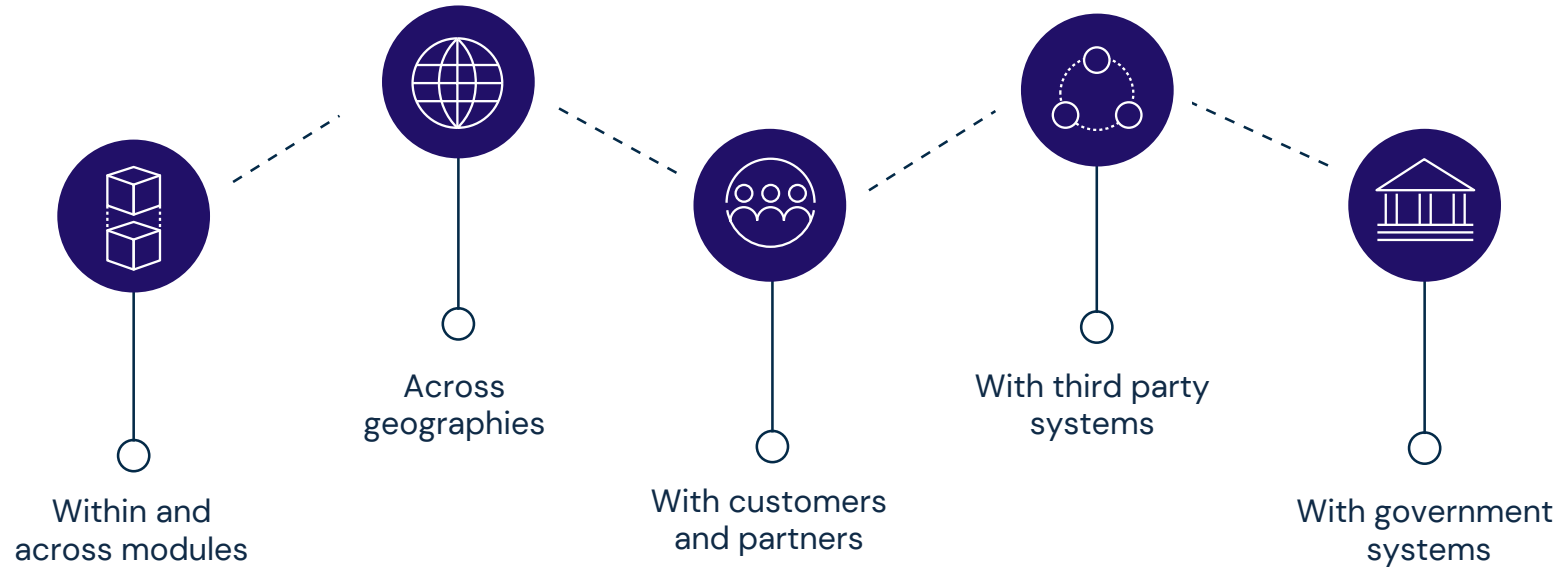 Within and
across modules
Across
geographies
With customers
and partners
With third party
systems
With government
systems